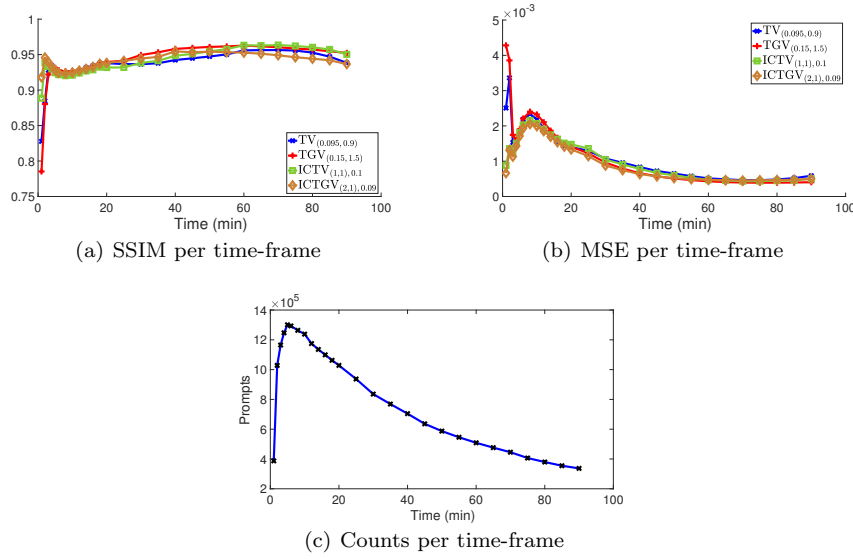 1
0.95
0.9
0.85
0.8
0.75
0 20 40 60 80 100
Time (min)
TV(0.095,0.9)
TGV(0.15,1.5)
ICTV(1,1),0.1
ICTGV(2,1),0.09
(a) SSIM per time-frame
×10-3
5
4
3
2
1
0
0 20 40 60 80 100
Time (min)
TV(0.095,0.9)
TGV(0.15,1.5)
ICTV(1,1),0.1
ICTGV(2,1),0.09
(b) MSE per time-frame
×105
14
12
10
8
6
4
2
Prompts
0 20 40 60 80 100
Time (min)
(c) Counts per time-frame